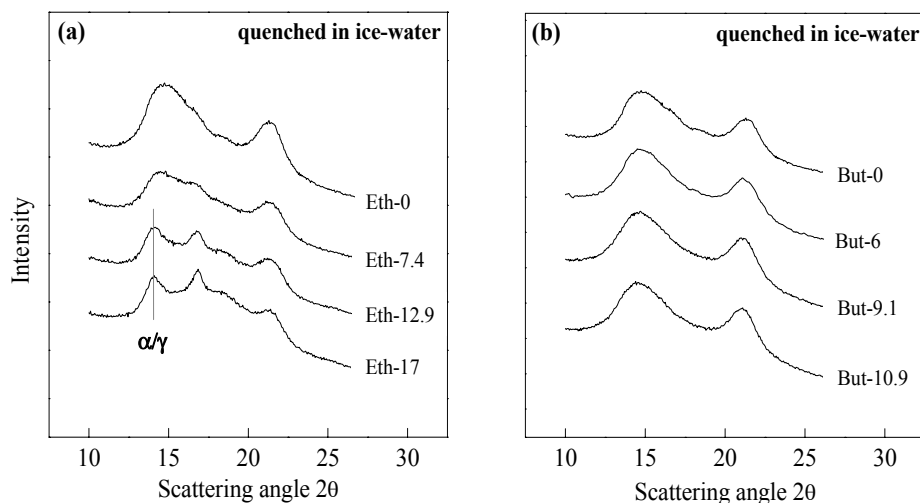 (a)
quenched in ice-water
Intensity
Eth-0
Eth-7.4
Eth-12.9
Eth-17
α/γ
10 15 20 25 30
Scattering angle 2θ
(b)
quenched in ice-water
But-0
But-6
But-9.1
But-10.9
10 15 20 25 30
Scattering angle 2θ